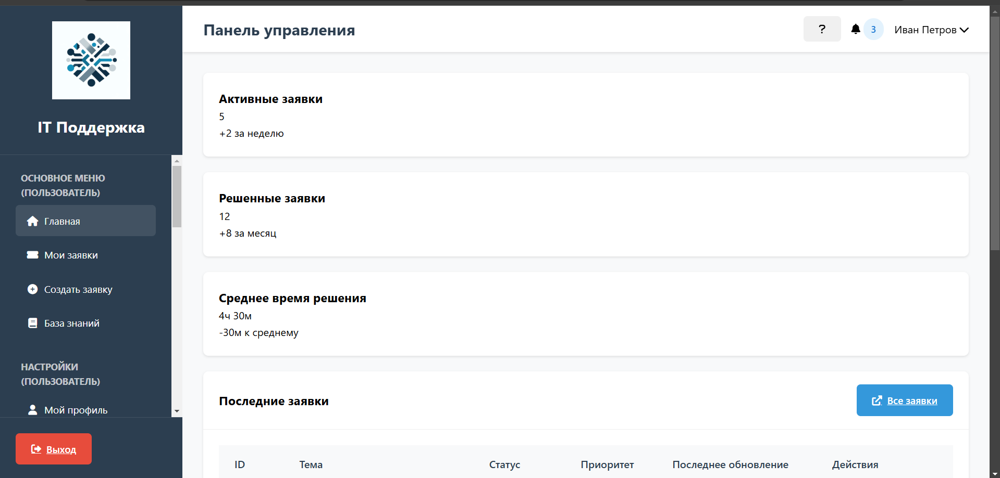 IT Поддержка
ОСНОВНОЕ МЕНЮ
(ПОЛЬЗОВАТЕЛЬ)
Главная
Мои заявки
Создать заявку
База знаний
НАСТРОЙКИ
(ПОЛЬЗОВАТЕЛЬ)
Мой профиль
Выход
Панель управления
?
3
Иван Петров
Активные заявки
5
+2 за неделю
Решенные заявки
12
+8 за месяц
Среднее время решения
4ч 30м
-30м к среднему
Последние заявки
Все заявки
ID Тема Статус Приоритет Последнее обновление Действия